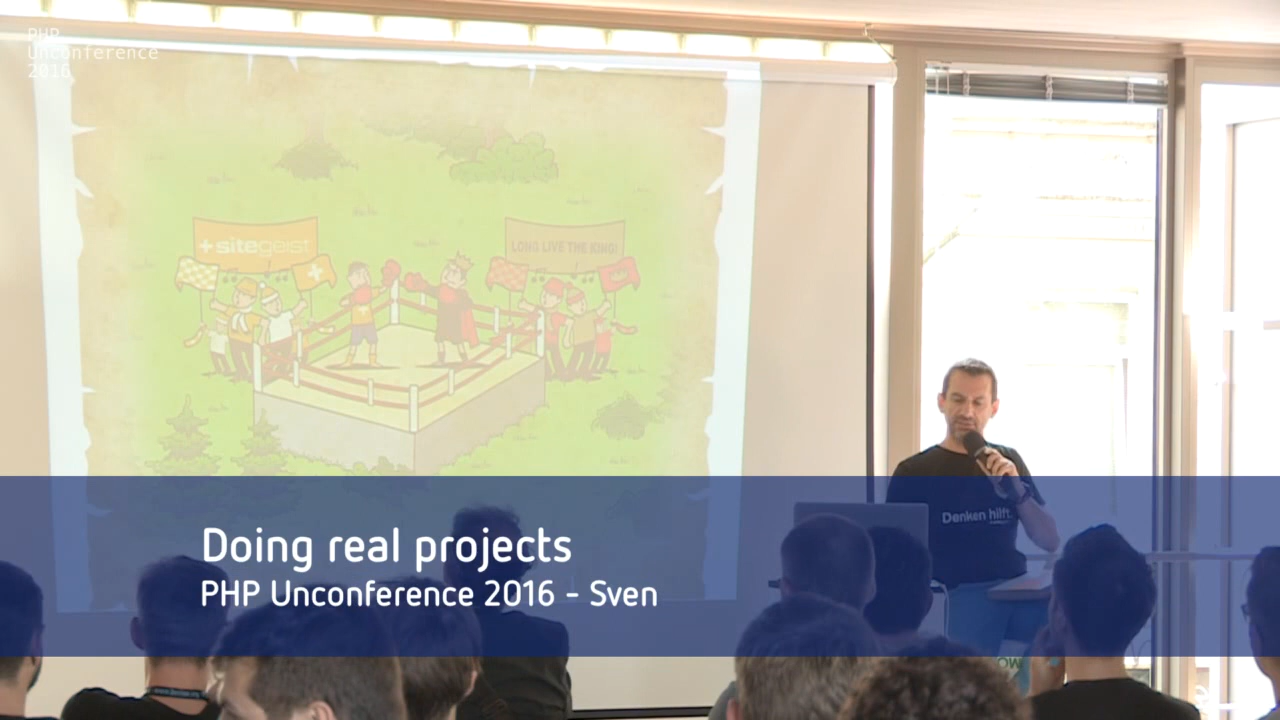 PHP
Unconference
2016
+ sitegeist
LONG LIVE THE KING!
Denken hilft.
Doing real projects
PHP Unconference 2016 - Sven